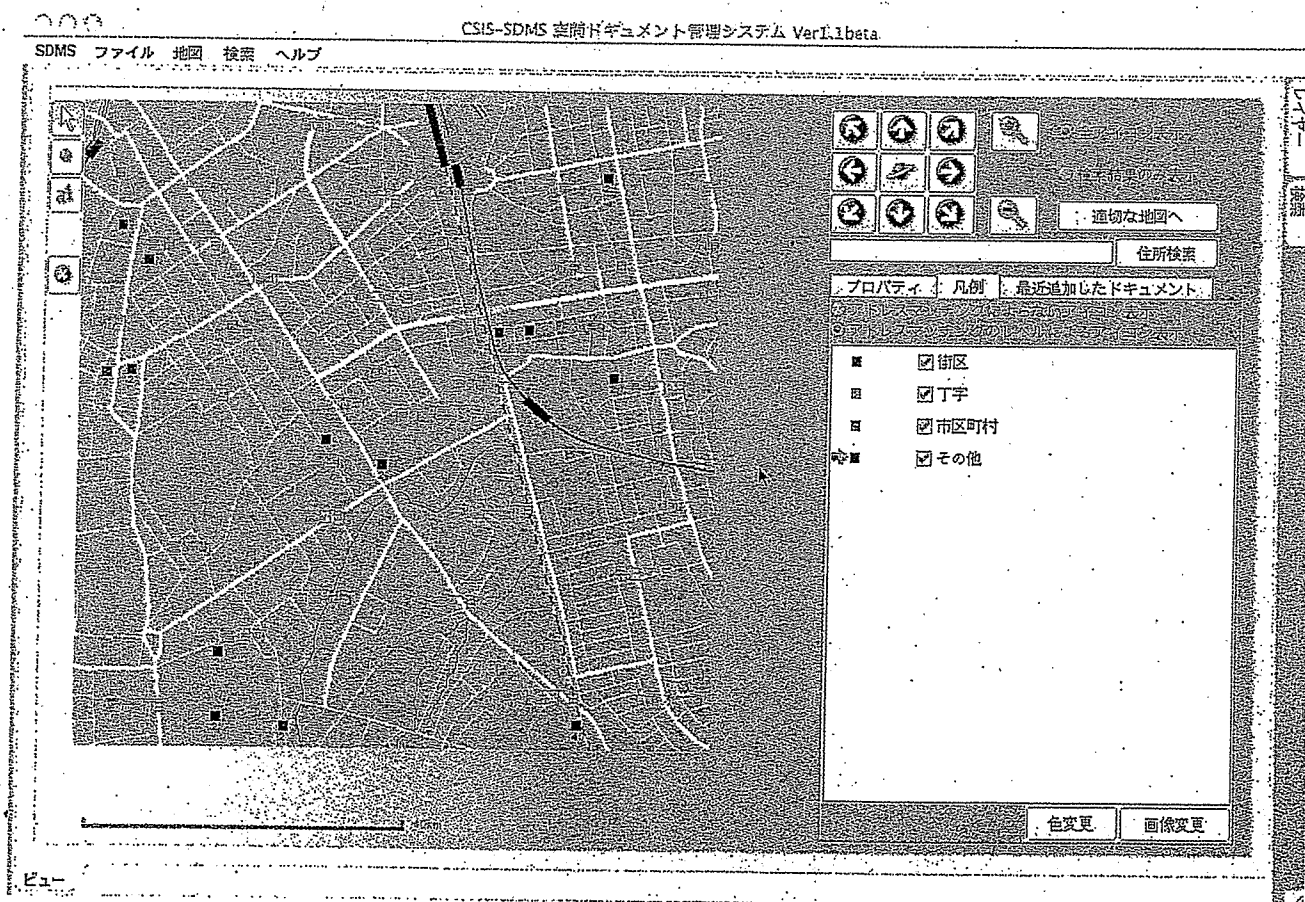 CSIS-SDMS 空間ドキュメント管理システム Ver1.1beta
SDMS ファイル 地図 検索 ヘルプ
レイヤー
適切な地図へ
住所検索
プロパティ 凡例 最近追加したドキュメント
街区
丁字
市区町村
その他
色変更 画像変更
ビュー